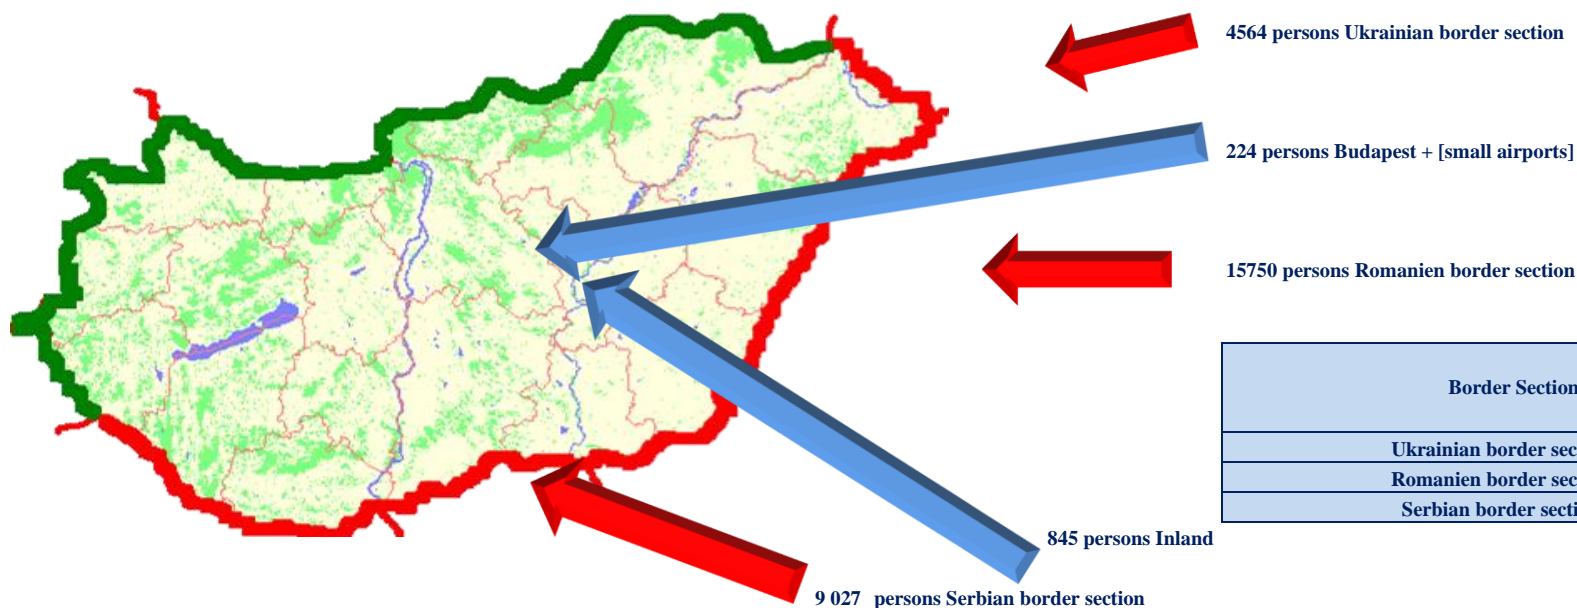 4564 persons Ukrainian border section
224 persons Budapest + [small airports]
15750 persons Romanien border section
Border Section
Ukrainian border sec
Romanien border sec
Serbian border secti
845 persons Inland
9 027 persons Serbian border section